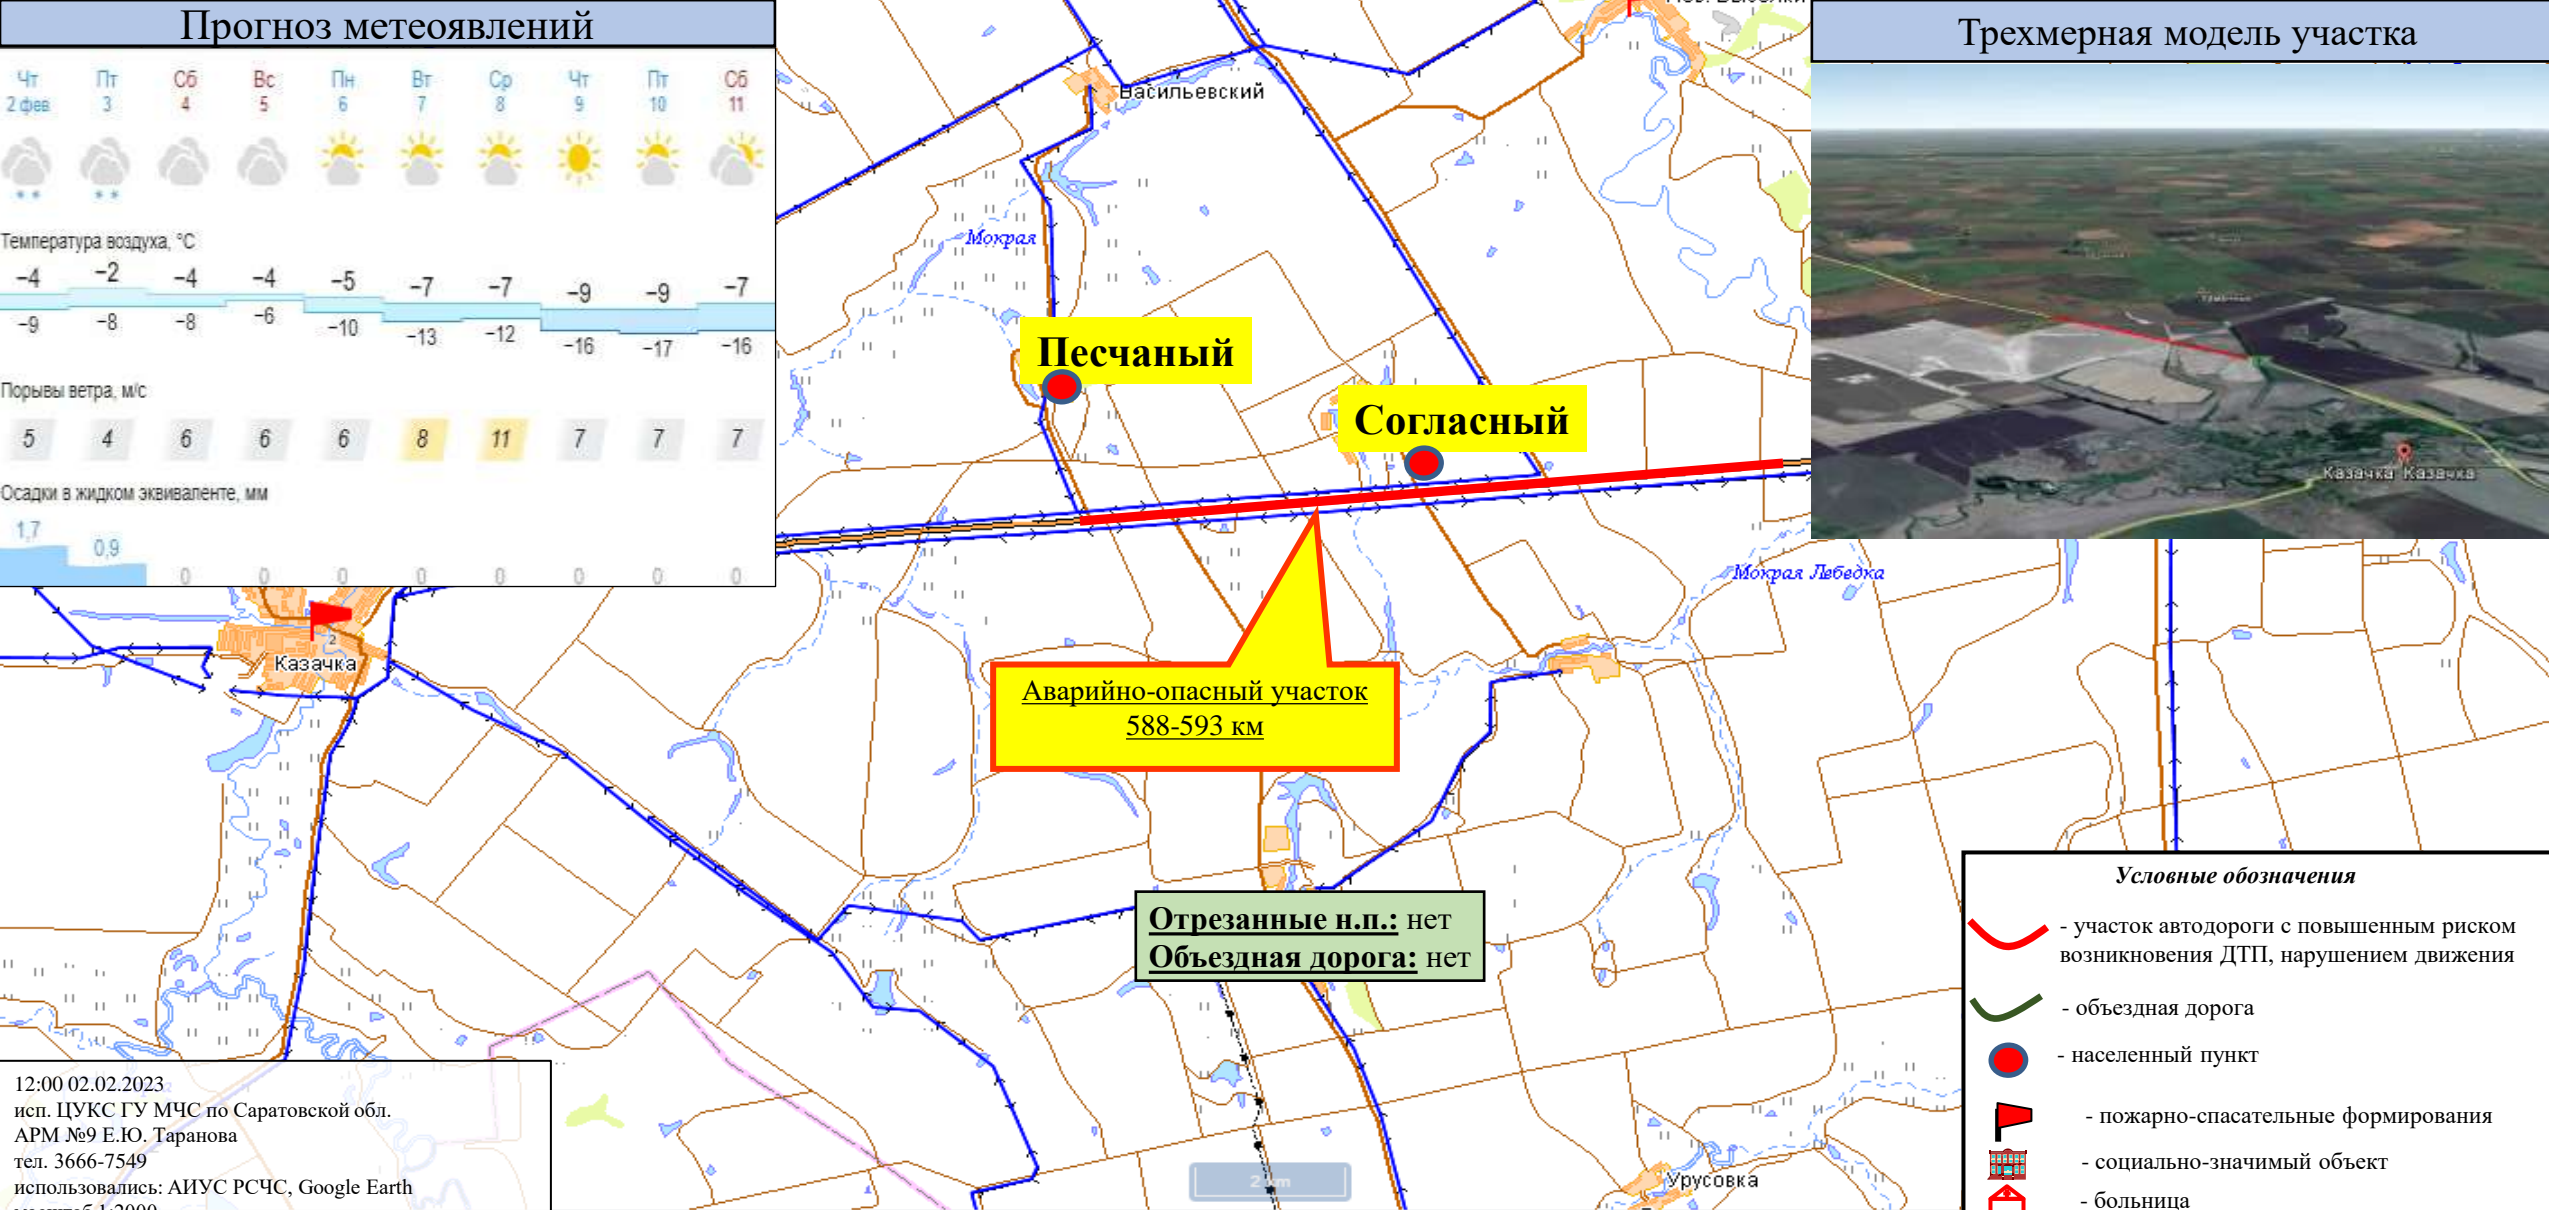 Прогноз метеоявлений
Чт Пт Сб Вс Пн Вт Ср Чт Пт Сб
2 фев 3 4 5 6 7 8 9 10 11
Температура воздуха, °C
−4 −2 −4 −4 −5 −7 −7 −9 −9 −7
−9 −8 −8 −6 −10 −13 −12 −16 −17 −16
Порывы ветра, м/с
5 4 6 6 6 8 11 7 7 7
Осадки в жидком эквиваленте, мм
1,7 0,9 0 0 0 0 0 0 0 0
Трехмерная модель участка
Казачка Казачка
Васильевский
Мокрая
Песчаный
Согласный
Мокрая Лебедка
2
Казачка
Аварийно-опасный участок
588-593 км
Отрезанные н.п.: нет
Объездная дорога: нет
Урусовка
Условные обозначения
- участок автодороги с повышенным риском
возникновения ДТП, нарушением движения
- объездная дорога
- населенный пункт
- пожарно-спасательные формирования
- социально-значимый объект
- больница
12:00 02.02.2023
исп. ЦУКС ГУ МЧС по Саратовской обл.
АРМ №9 Е.Ю. Таранова
тел. 3666-7549
использовались: АИУС РСЧС, Google Earth